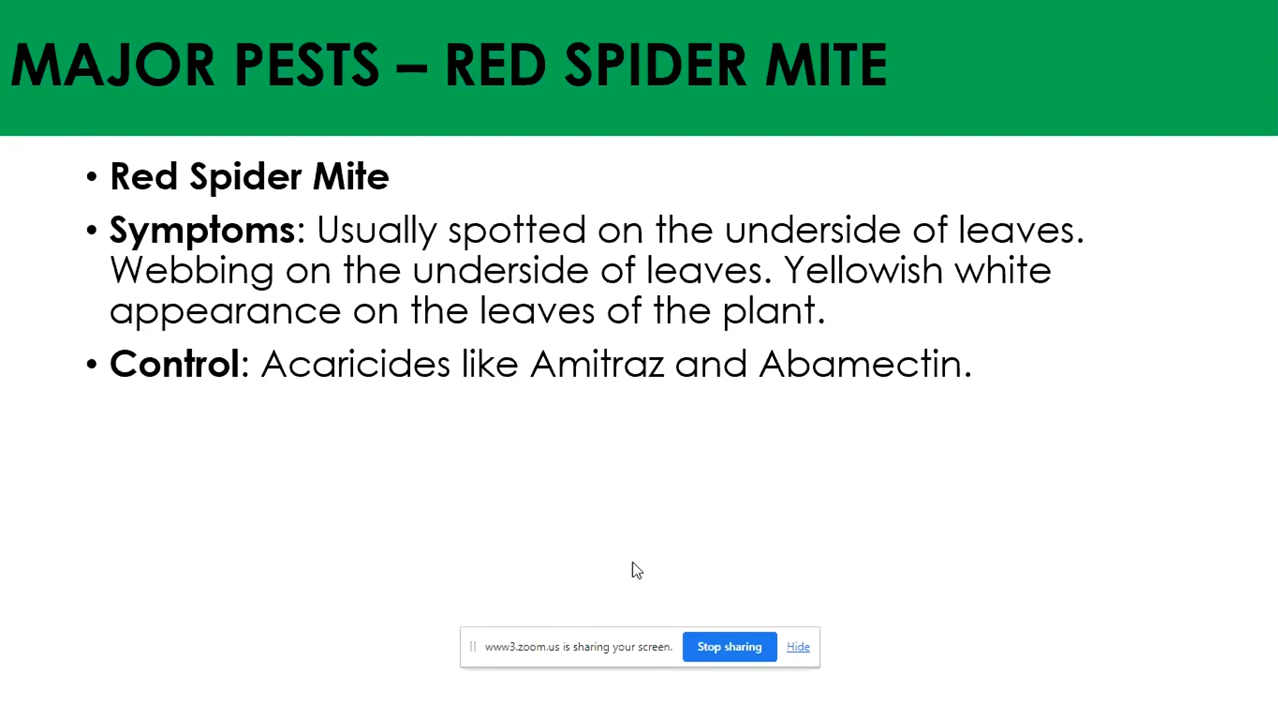 MAJOR PESTS – RED SPIDER MITE
• Red Spider Mite
• Symptoms: Usually spotted on the underside of leaves.
Webbing on the underside of leaves. Yellowish white
appearance on the leaves of the plant.
• Control: Acaricides like Amitraz and Abamectin.
www3.zoom.us is sharing your screen. Stop sharing Hide